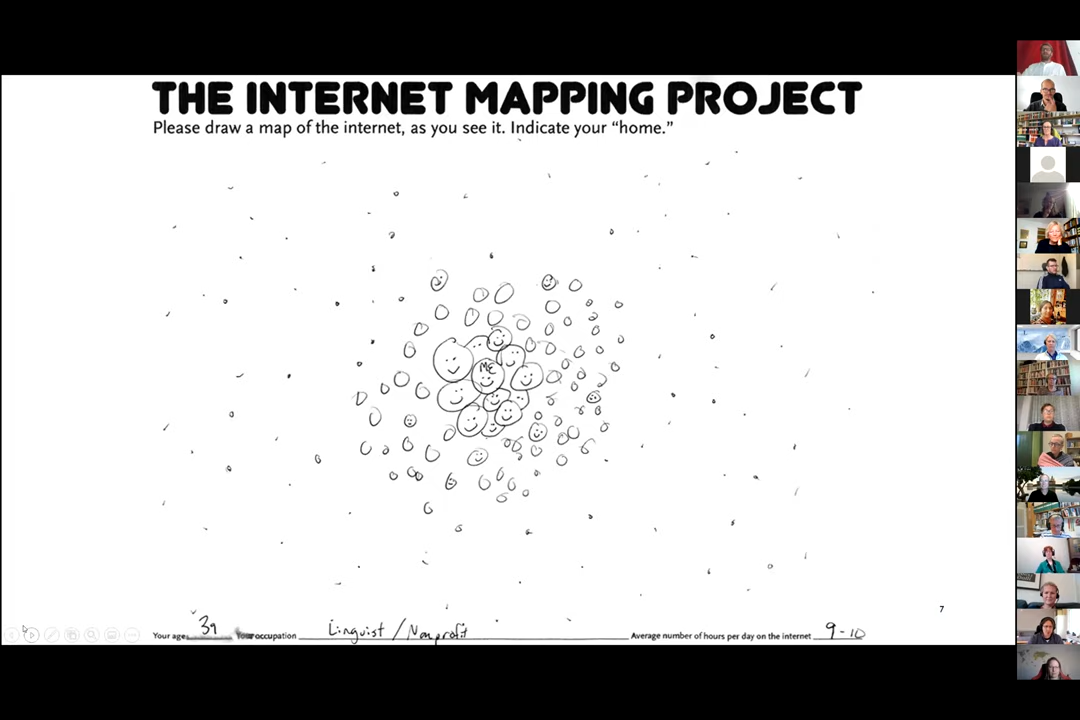 THE INTERNET MAPPING PROJECT
Please draw a map of the internet, as you see it. Indicate your “home.”
ME
7
Your age 39 Your occupation Linguist / Nonprofit Average number of hours per day on the internet 9-10